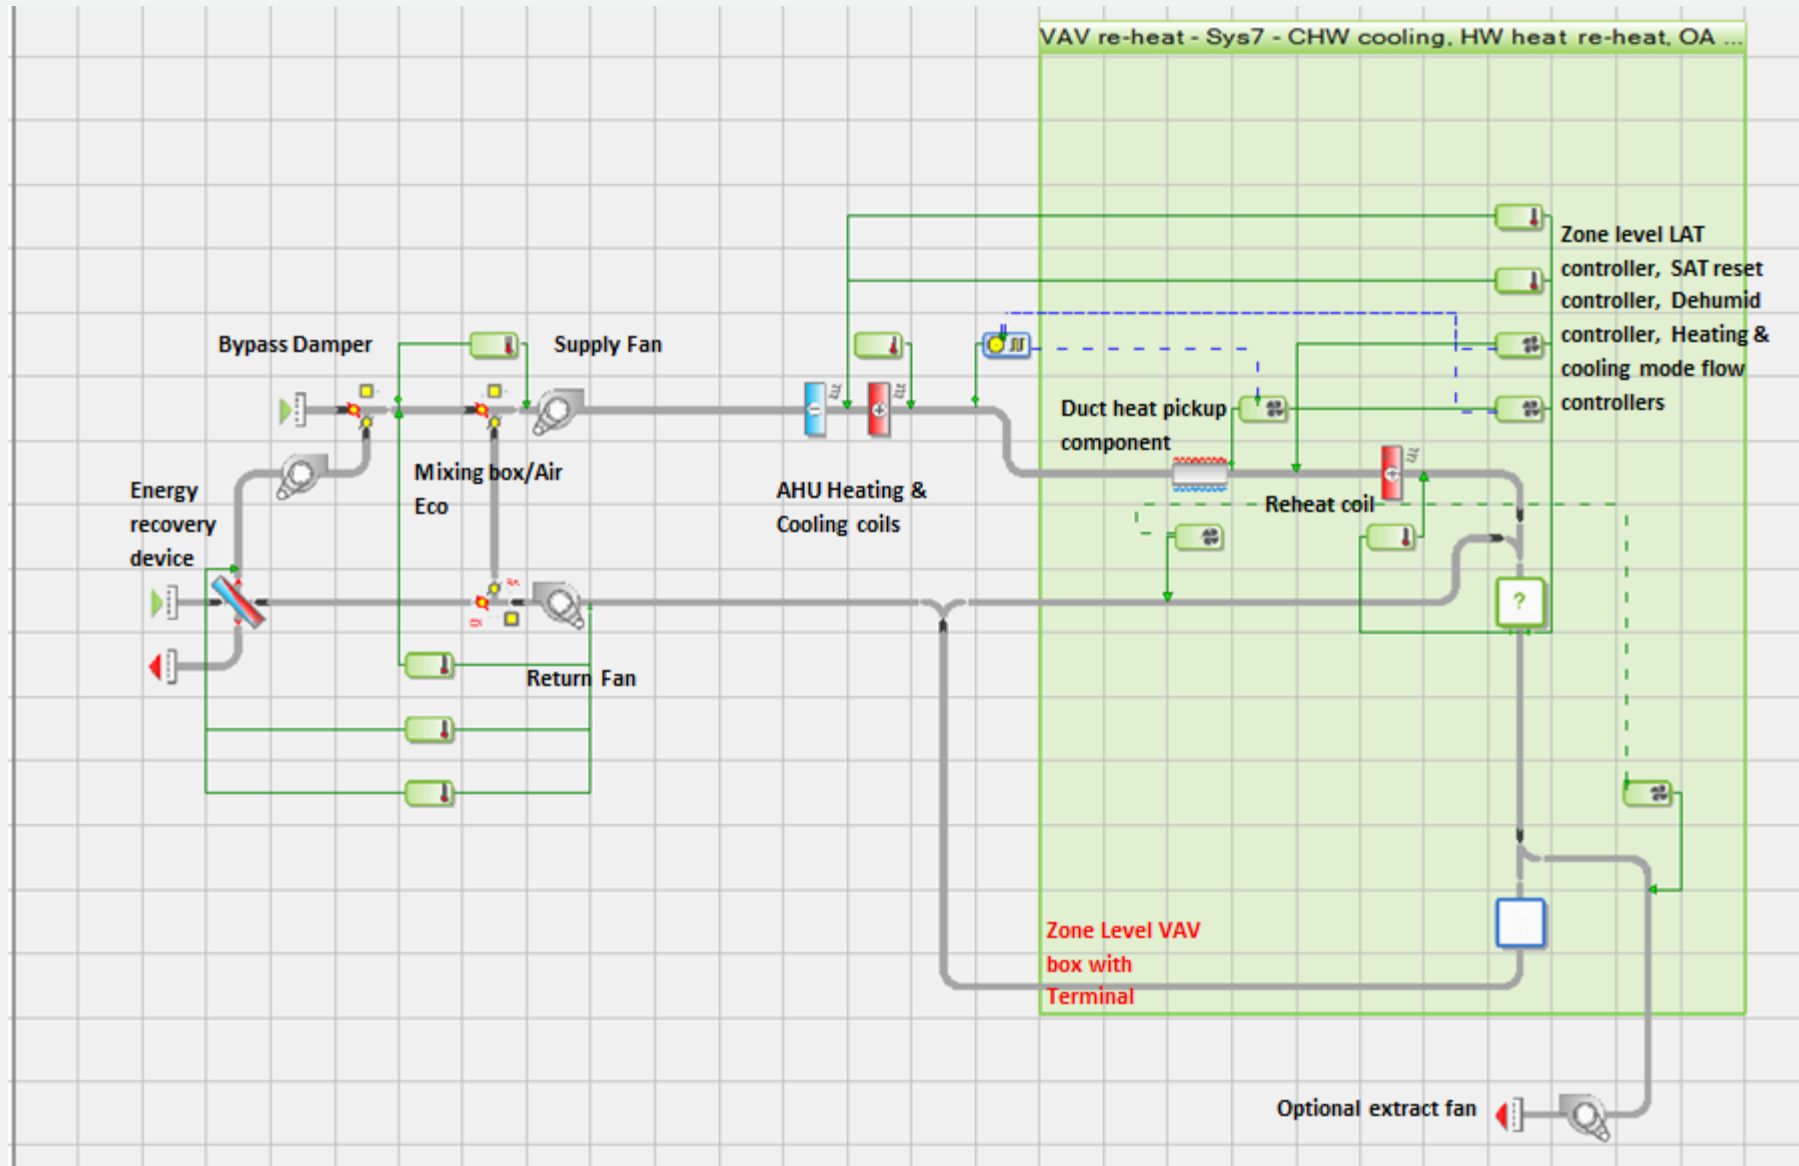 VAV re-heat - Sys7 - CHW cooling, HW heat re-heat, OA ...
Zone level LAT
controller, SAT reset
controller, Dehumid
controller, Heating &
cooling mode flow
controllers
Bypass Damper
Supply Fan
Duct heat pickup
component
Mixing box/Air
Eco
Energy
recovery
device
AHU Heating &
Cooling coils
Reheat coil
?
Return Fan
Zone Level VAV
box with
Terminal
Optional extract fan